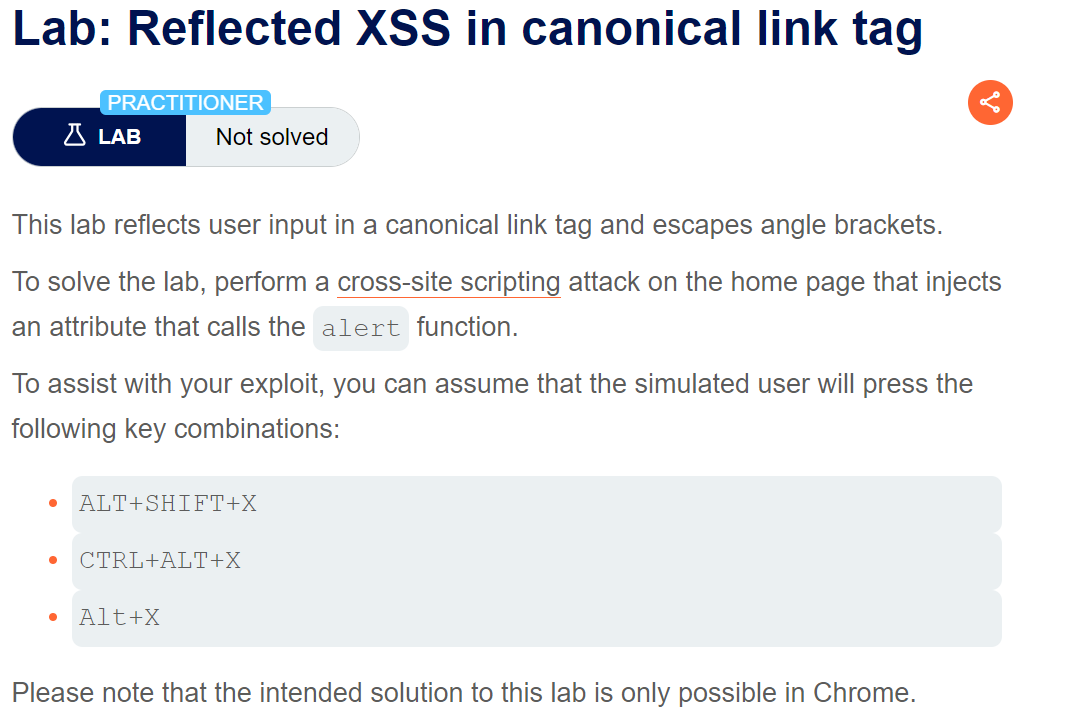 Lab: Reflected XSS in canonical link tag
PRACTITIONER
LAB
Not solved
This lab reflects user input in a canonical link tag and escapes angle brackets.
To solve the lab, perform a cross-site scripting attack on the home page that injects
an attribute that calls the alert function.
To assist with your exploit, you can assume that the simulated user will press the
following key combinations:
ALT+SHIFT+X
CTRL+ALT+X
Alt+X
Please note that the intended solution to this lab is only possible in Chrome.